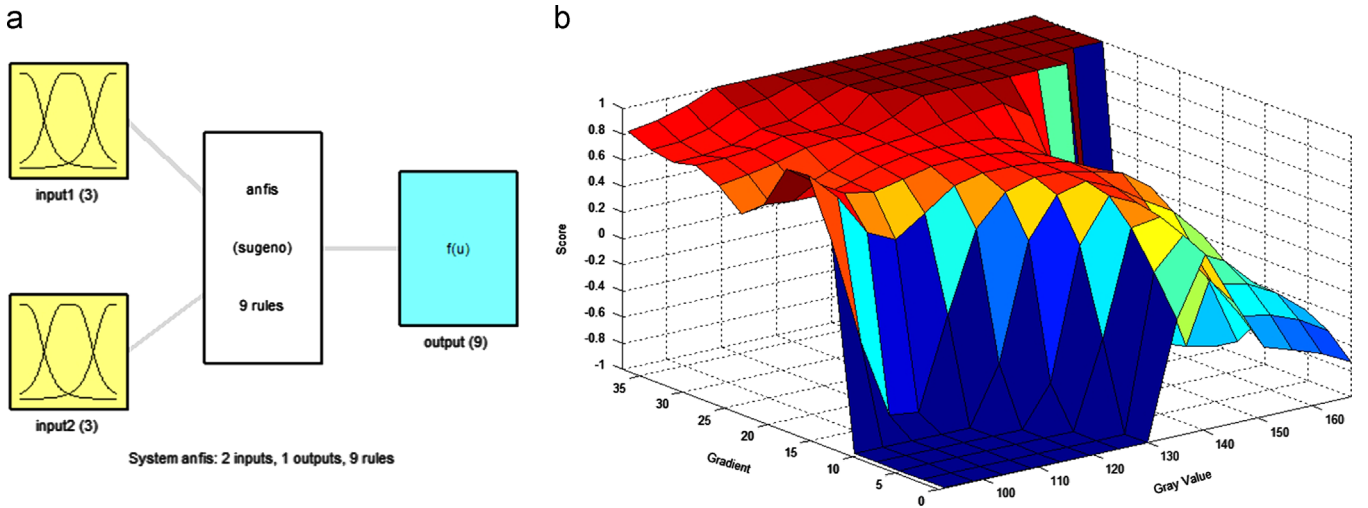 a
input1 (3)
input2 (3)
anfis
(sugeno)
9 rules
f(u)
output (9)
System anfis: 2 inputs, 1 outputs, 9 rules
b
Score
1
0.8
0.6
0.4
0.2
0
-0.2
-0.4
-0.6
-0.8
-1
35
30
25
20
15
10
5
0
Gradient
100
110
120
130
140
150
160
Gray Value